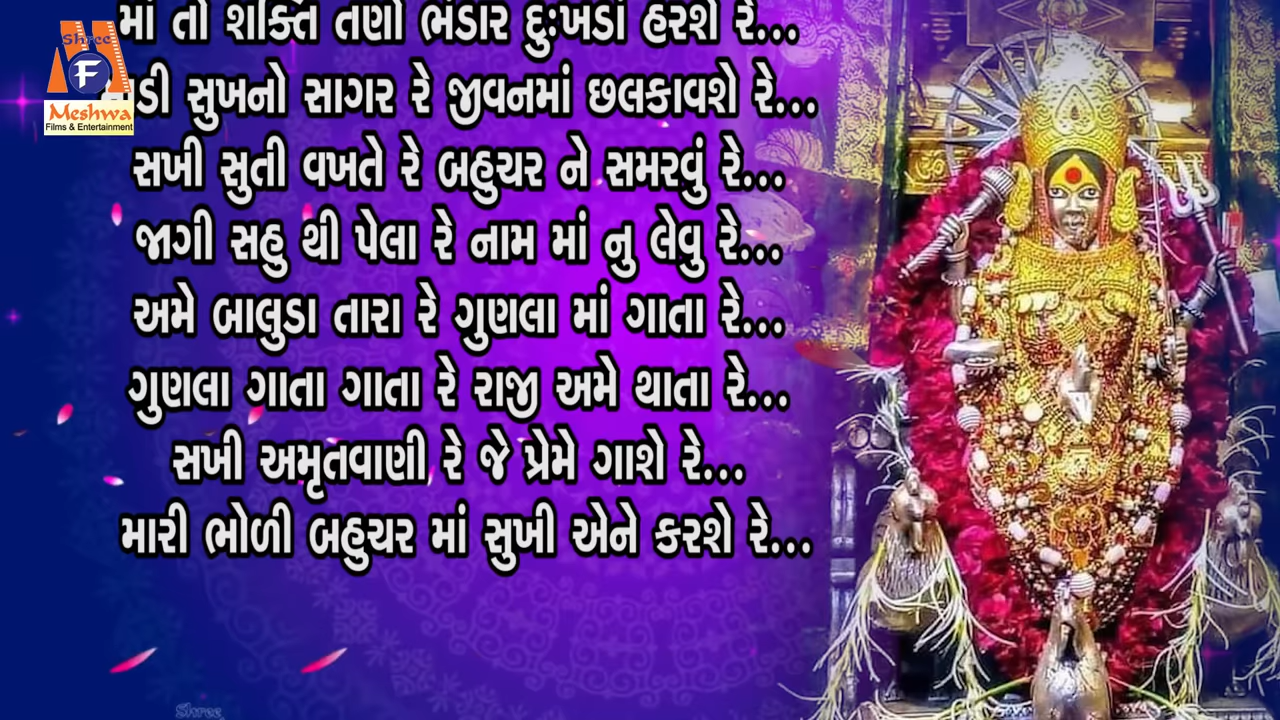 માં તો શક્તિ તણો ભંડાર દુઃખડાં હરશે રે...
સુખનો સાગર રે જીવનમાં છલકાવશે રે...
સખી સુતી વખતે રે બહુચર ને સમરવું રે...
જાગી સહુ થી પેલા રે નામ માં નુ લેવુ રે...
અમે બાલુડા તારા રે ગુણલા માં ગાતા રે...
ગુણલા ગાતા ગાતા રે રાજી અમે થાતા રે...
સખી અમૃતવાણી રે જે પ્રેમે ગાશે રે...
મારી ભોળી બહુચર માં સુખી એને કરશે રે...
Shree
F
Meshwa
Films & Entertainment
Shree